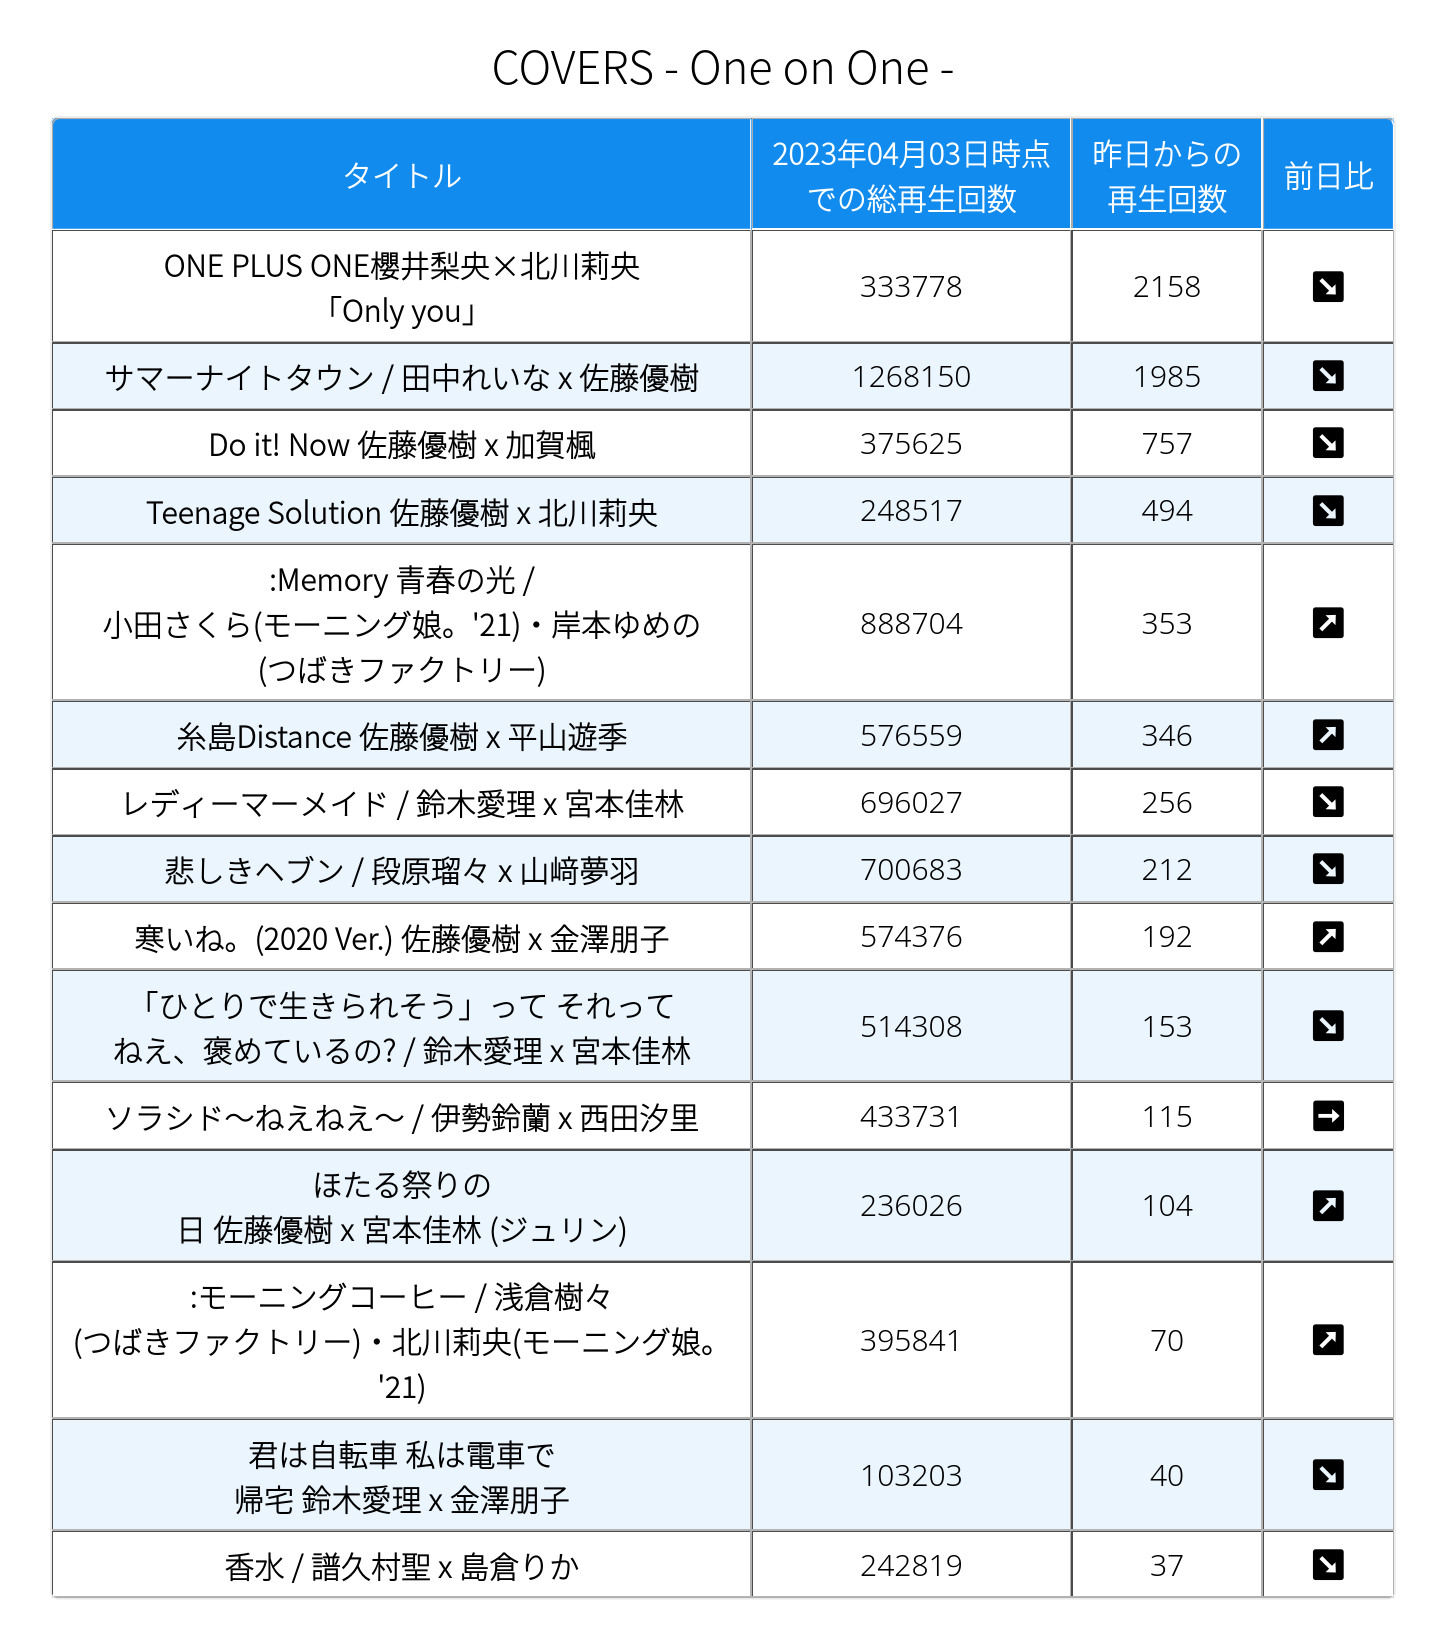 COVERS - One on One -
タイトル
2023年04月03日時点
での総再生回数
昨日からの
再生回数
前日比
ONE PLUS ONE櫻井梨央×北川莉央
「Only you」
333778
2158
サマーナイトタウン / 田中れいな x 佐藤優樹
1268150
1985
Do it! Now 佐藤優樹 x 加賀楓
375625
757
Teenage Solution 佐藤優樹 x 北川莉央
248517
494
:Memory 青春の光 /
小田さくら(モーニング娘。'21)・岸本ゆめの
(つばきファクトリー)
888704
353
糸島Distance 佐藤優樹 x 平山遊季
576559
346
レディーマーメイド / 鈴木愛理 x 宮本佳林
696027
256
悲しきヘブン / 段原瑠々 x 山﨑夢羽
700683
212
寒いね。(2020 Ver.) 佐藤優樹 x 金澤朋子
574376
192
「ひとりで生きられそう」って それって
ねえ、褒めているの? / 鈴木愛理 x 宮本佳林
514308
153
ソラシド〜ねえねえ〜 / 伊勢鈴蘭 x 西田汐里
433731
115
ほたる祭りの
日 佐藤優樹 x 宮本佳林 (ジュリン)
236026
104
:モーニングコーヒー / 浅倉樹々
(つばきファクトリー)・北川莉央(モーニング娘。
'21)
395841
70
君は自転車 私は電車で
帰宅 鈴木愛理 x 金澤朋子
103203
40
香水 / 譜久村聖 x 島倉りか
242819
37